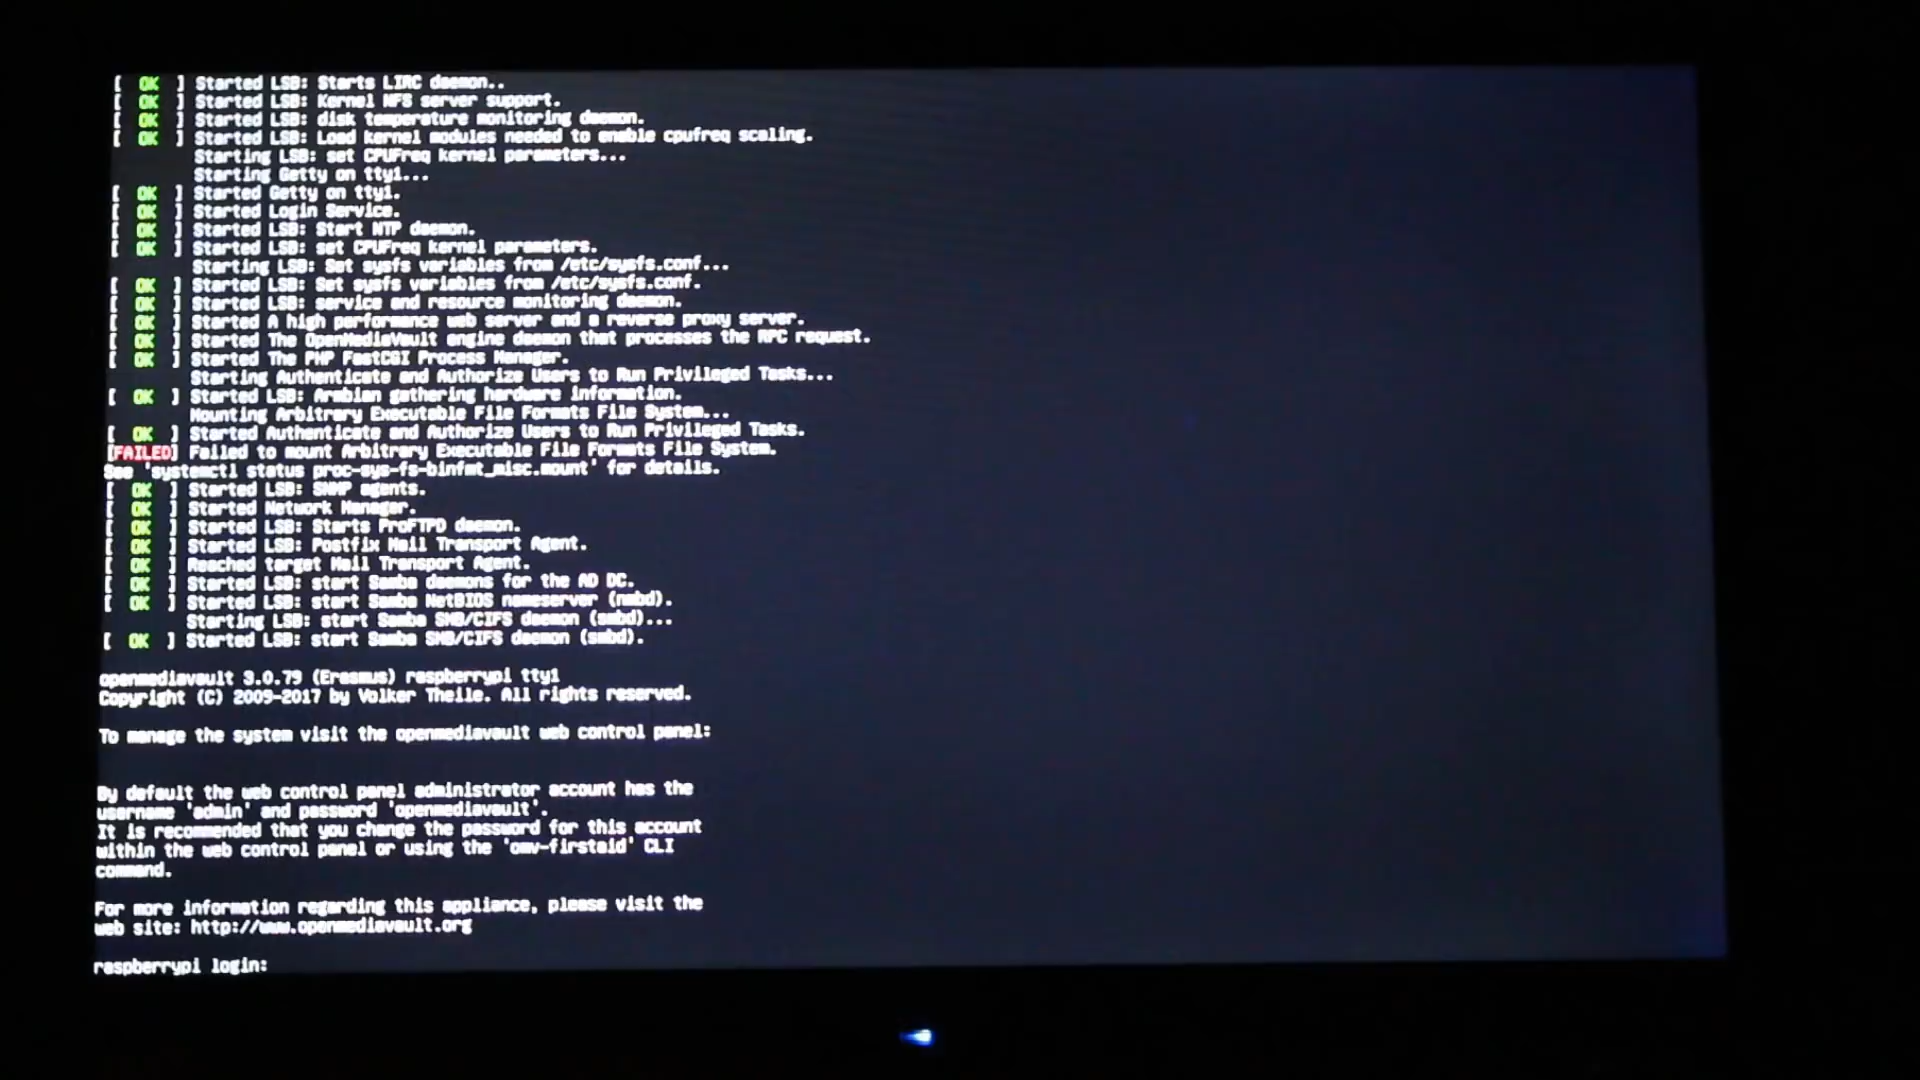 [ OK ] Started LSB: Starts LIRC daemon..
[ OK ] Started LSB: Kernel NFS server support.
[ OK ] Started LSB: disk temperature monitoring daemon.
[ OK ] Started LSB: Load kernel modules needed to enable cpufreq scaling.
Starting LSB: set CPUFreq kernel parameters...
Starting Getty on tty1...
[ OK ] Started Getty on tty1.
[ OK ] Started Login Service.
[ OK ] Started LSB: Start NTP daemon.
[ OK ] Started LSB: set CPUFreq kernel parameters.
Starting LSB: Set sysfs variables from /etc/sysfs.conf...
[ OK ] Started LSB: Set sysfs variables from /etc/sysfs.conf.
[ OK ] Started LSB: service and resource monitoring daemon.
[ OK ] Started A high performance web server and a reverse proxy server.
[ OK ] Started The OpenMediaVault engine daemon that processes the RPC request.
[ OK ] Started The PHP FastCGI Process Manager.
Starting Authenticate and Authorize Users to Run Privileged Tasks...
[ OK ] Started LSB: Armbian gathering hardware information.
Mounting Arbitrary Executable File Formats File System...
[ OK ] Started Authenticate and Authorize Users to Run Privileged Tasks.
[FAILED] Failed to mount Arbitrary Executable File Formats File System.
See 'systemctl status proc-sys-fs-binfmt_misc.mount' for details.
[ OK ] Started LSB: SNMP agents.
[ OK ] Started Network Manager.
[ OK ] Started LSB: Starts ProFTPD daemon.
[ OK ] Started LSB: Postfix Mail Transport Agent.
[ OK ] Reached target Mail Transport Agent.
[ OK ] Started LSB: start Samba daemons for the AD DC.
[ OK ] Started LSB: start Samba NetBIOS nameserver (nmbd).
Starting LSB: start Samba SMB/CIFS daemon (smbd)...
[ OK ] Started LSB: start Samba SMB/CIFS daemon (smbd).
openmediavault 3.0.79 (Erasmus) raspberrypi tty1
Copyright (C) 2009-2017 by Volker Theile. All rights reserved.
To manage the system visit the openmediavault web control panel:
By default the web control panel administrator account has the
username 'admin' and password 'openmediavault'.
It is recommended that you change the password for this account
within the web control panel or using the 'omv-firstaid' CLI
command.
For more information regarding this appliance, please visit the
web site: http://www.openmediavault.org
raspberrypi login: